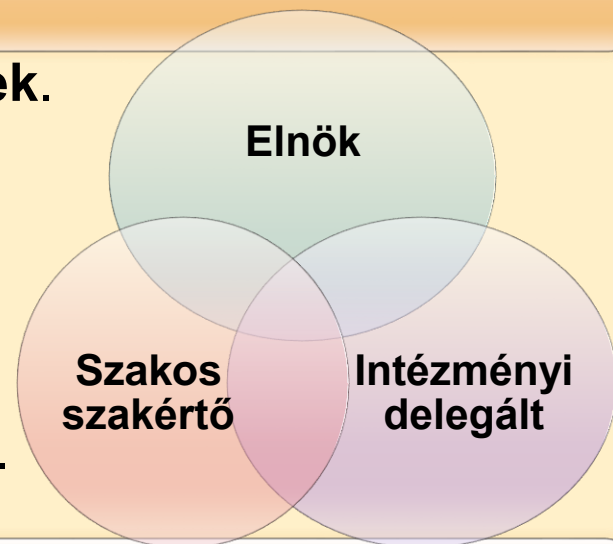 ek.
Elnök
Szakos
szakértő
Intézményi
delegált
.